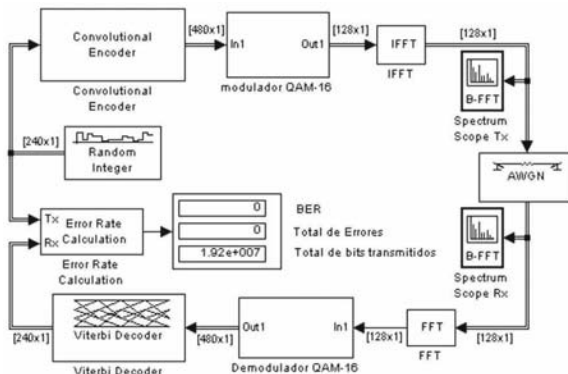 Convolutional
Encoder
Convolutional
Encoder
[480x1]
In1
Out1
modulador QAM-16
[128x1]
IFFT
IFFT
[128x1]
B-FFT
Spectrum
Scope Tx
[240x1]
Random
Integer
AWGN
Tx
Rx
Error Rate
Calculation
Error Rate
Calculation
0
BER
0
Total de Errores
1.92e+007
Total de bits transmitidos
B-FFT
Spectrum
Scope Rx
[240x1]
Viterbi Decoder
Viterbi Decoder
[480x1]
Out1
In1
Demodulador QAM-16
[128x1]
FFT
FFT
[128x1]